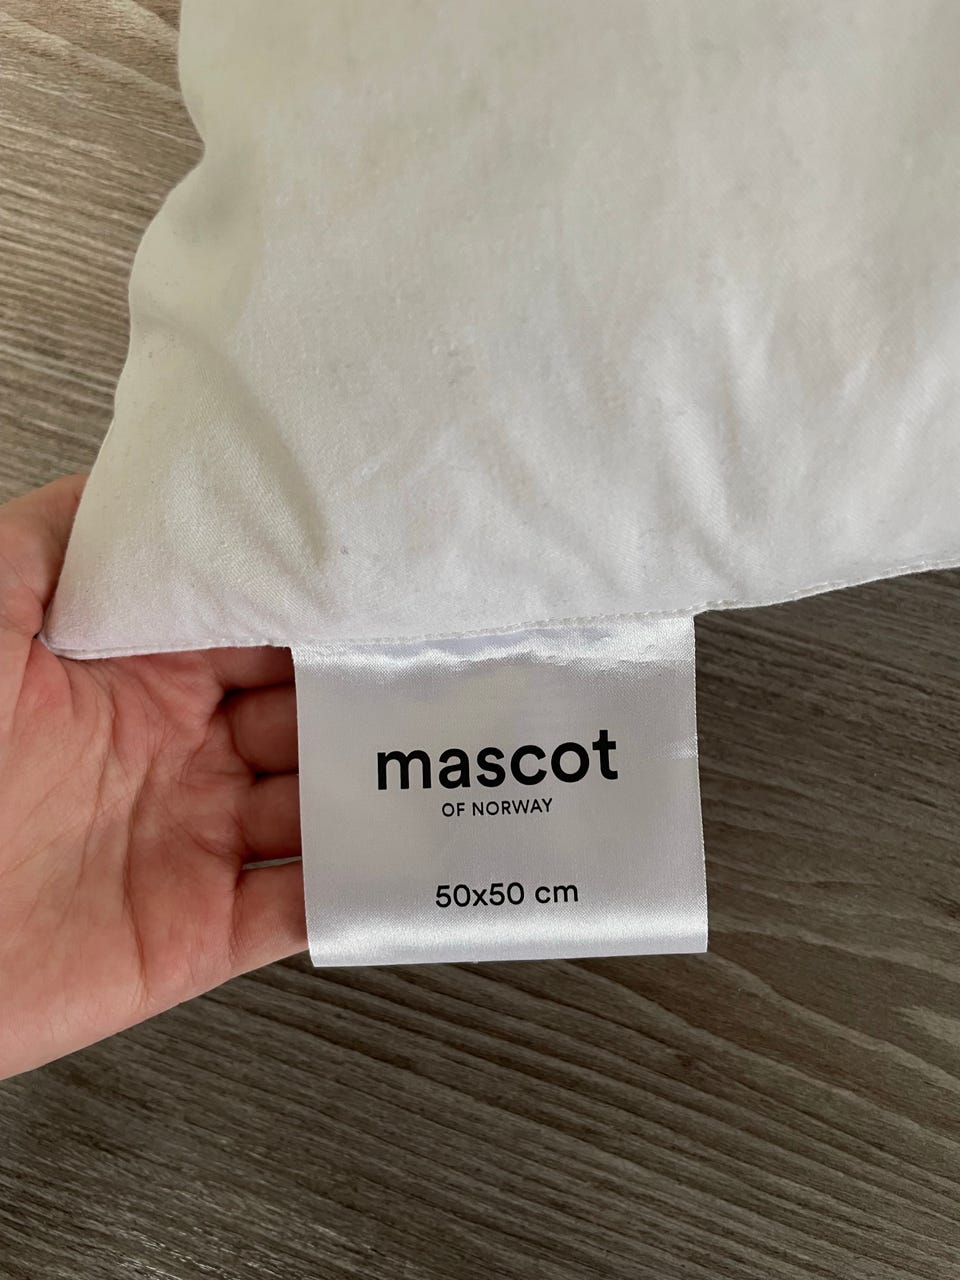 mascot
OF NORWAY
50x50 cm